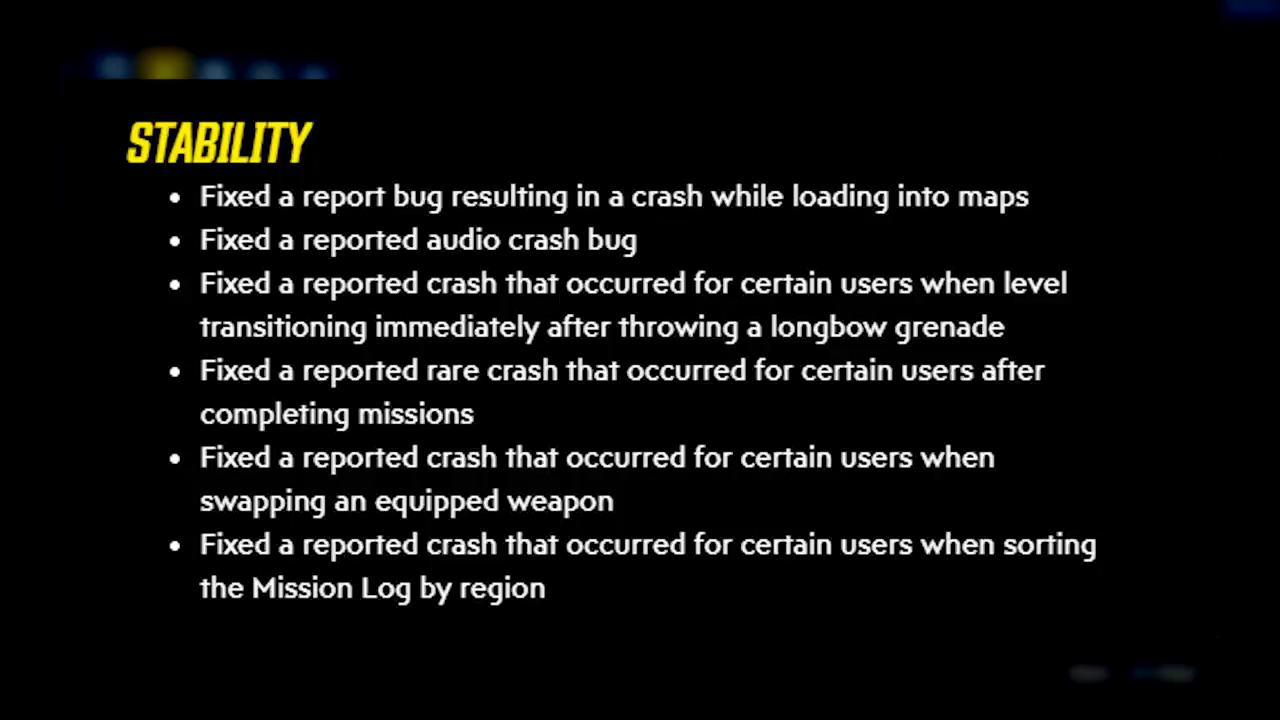 STABILITY
• Fixed a report bug resulting in a crash while loading into maps
• Fixed a reported audio crash bug
• Fixed a reported crash that occurred for certain users when level
transitioning immediately after throwing a longbow grenade
• Fixed a reported rare crash that occurred for certain users after
completing missions
• Fixed a reported crash that occurred for certain users when
swapping an equipped weapon
• Fixed a reported crash that occurred for certain users when sorting
the Mission Log by region